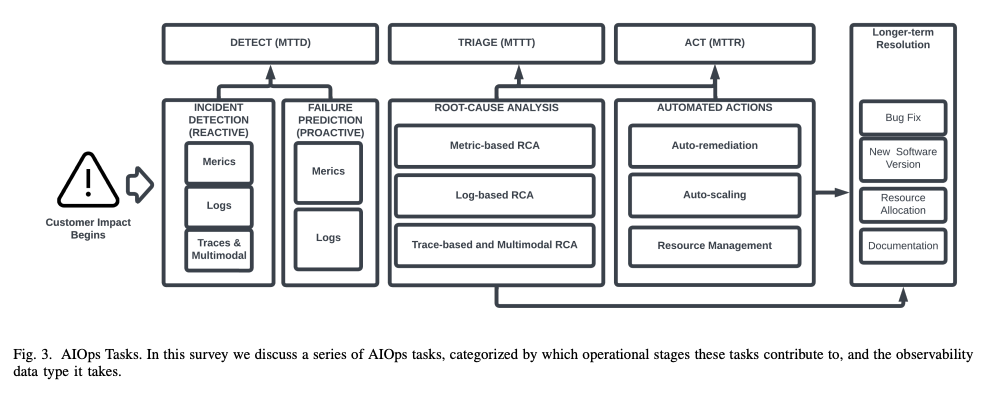 DETECT (MTTD)
TRIAGE (MTTT)
ACT (MTTR)
Longer-term
Resolution
INCIDENT
DETECTION
(REACTIVE)
Merics
Logs
Traces &
Multimodal
FAILURE
PREDICTION
(PROACTIVE)
Merics
Logs
ROOT-CAUSE ANALYSIS
Metric-based RCA
Log-based RCA
Trace-based and Multimodal RCA
AUTOMATED ACTIONS
Auto-remediation
Auto-scaling
Resource Management
Bug Fix
New Software
Version
Resource
Allocation
Documentation
!
Customer Impact
Begins
Fig. 3. AIOps Tasks. In this survey we discuss a series of AIOps tasks, categorized by which operational stages these tasks contribute to, and the observability
data type it takes.